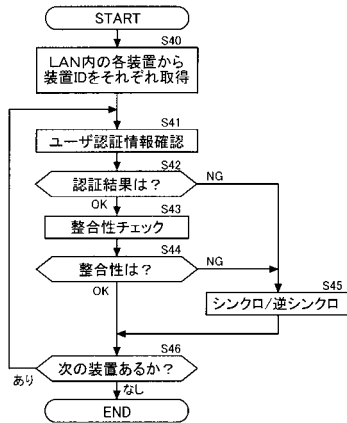 START
S40
LAN内の各装置から
装置IDをそれぞれ取得
S41
ユーザ認証情報確認
S42
認証結果は?
NG
OK
S43
整合性チェック
S44
整合性は?
NG
OK
S45
シンクロ/逆シンクロ
S46
次の装置あるか?
あり
なし
END